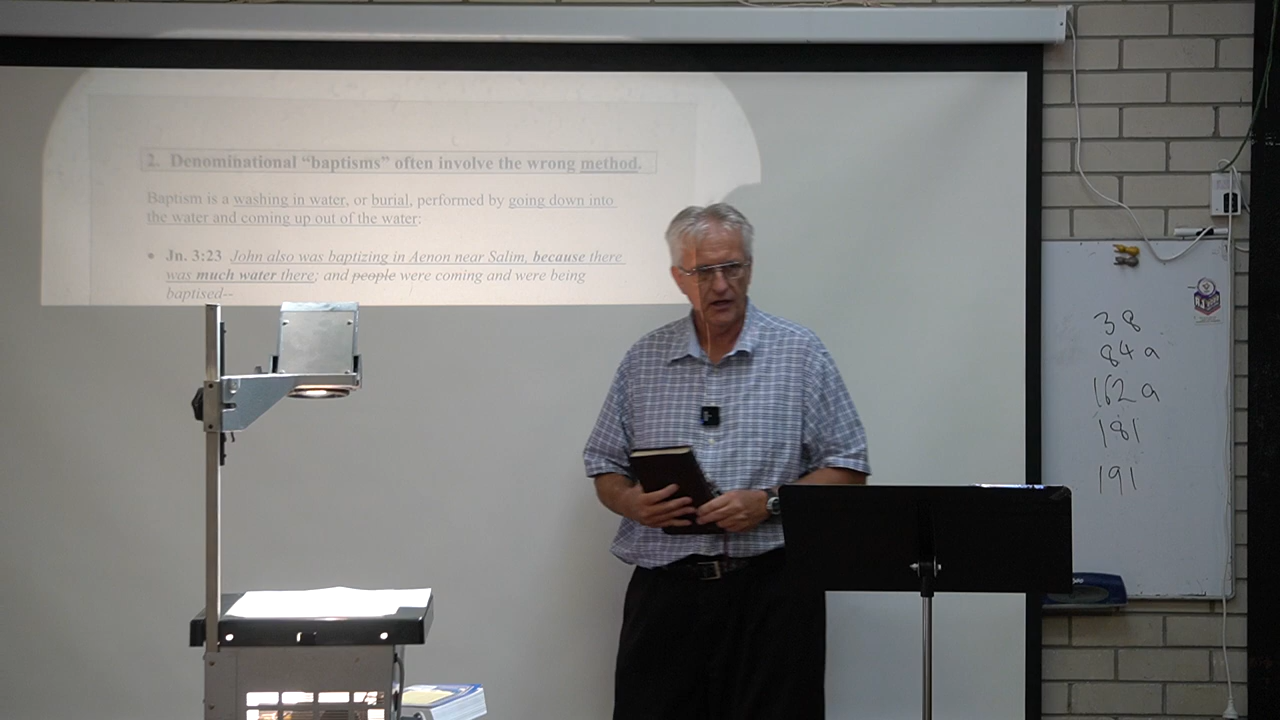 2. Denominational “baptisms” often involve the wrong method.
Baptism is a washing in water, or burial, performed by going down into
the water and coming up out of the water:
• Jn. 3:23 John also was baptizing in Aenon near Salim, because there
was much water there; and people were coming and were being
baptised--
38
84 a
162 a
181
191